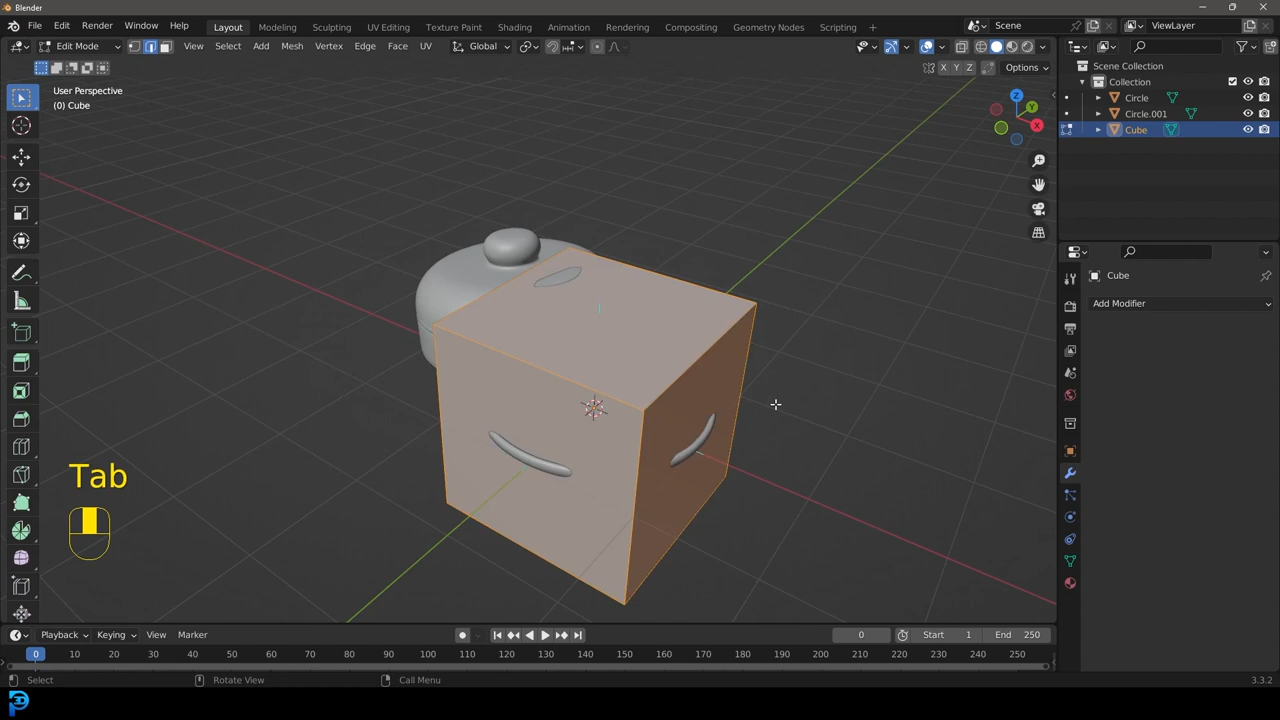 Blender
File Edit Render Window Help Layout Modeling Sculpting UV Editing Texture Paint Shading Animation Rendering Compositing Geometry Nodes Scripting + Scene ViewLayer
Edit Mode View Select Add Mesh Vertex Edge Face UV Global
X Y Z Options
User Perspective
(0) Cube
Z
Y
X
Scene Collection
Collection
Circle
Circle.001
Cube
Cube
Add Modifier
Tab
Playback Keying View Marker 0 Start 1 End 250
0 10 20 30 40 50 60 70 80 90 100 110 120 130 140 150 160 170 180 190 200 210 220 230 240 250
Select Rotate View Call Menu 3.3.2